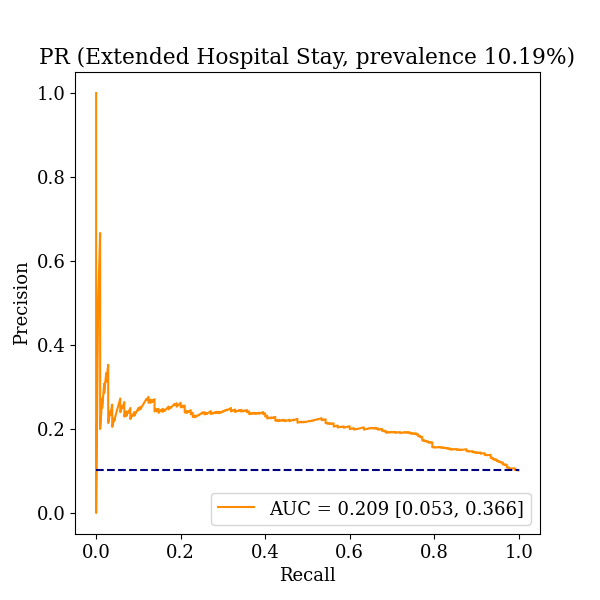 PR (Extended Hospital Stay, prevalence 10.19%)
Precision
1.0
0.8
0.6
0.4
0.2
0.0
AUC = 0.209 [0.053, 0.366]
0.0 0.2 0.4 0.6 0.8 1.0
Recall